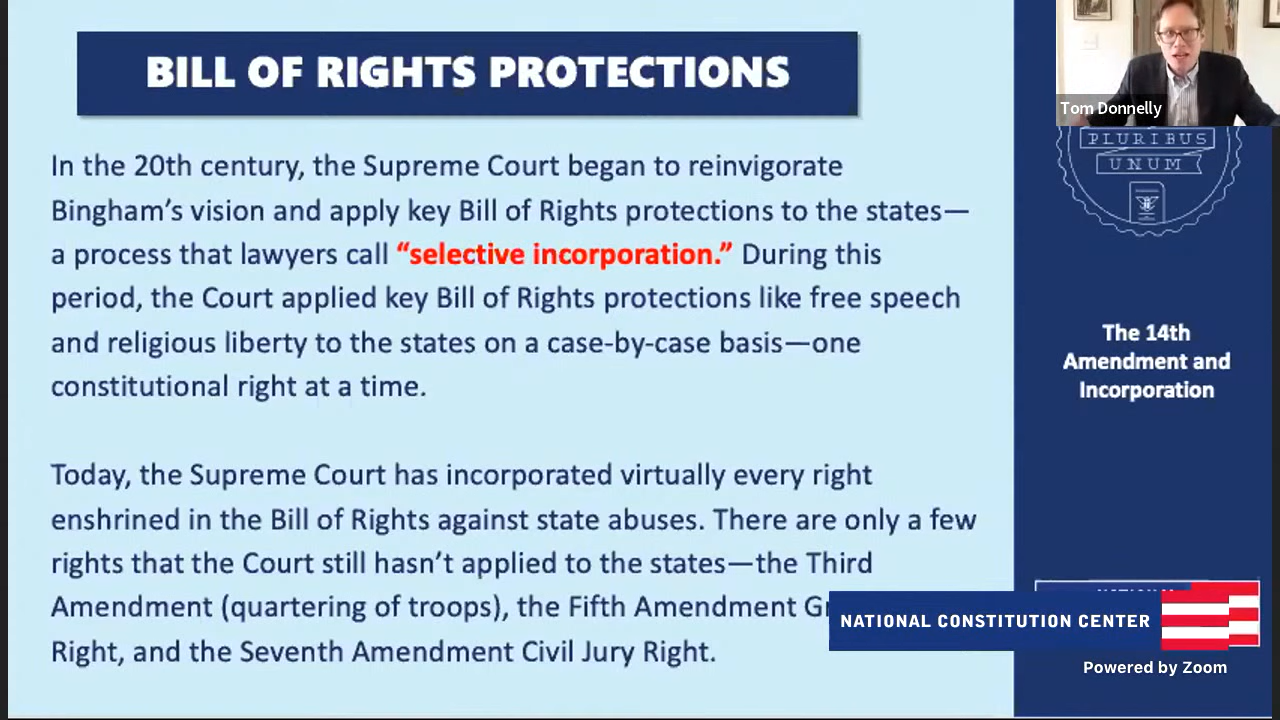 BILL OF RIGHTS PROTECTIONS
In the 20th century, the Supreme Court began to reinvigorate
Bingham’s vision and apply key Bill of Rights protections to the states—
a process that lawyers call “selective incorporation.” During this
period, the Court applied key Bill of Rights protections like free speech
and religious liberty to the states on a case-by-case basis—one
constitutional right at a time.
Today, the Supreme Court has incorporated virtually every right
enshrined in the Bill of Rights against state abuses. There are only a few
rights that the Court still hasn’t applied to the states—the Third
Amendment (quartering of troops), the Fifth Amendment
Right, and the Seventh Amendment Civil Jury Right.
Tom Donnelly
PLURIBUS
UNUM
The 14th
Amendment and
Incorporation
NATIONAL CONSTITUTION CENTER
Powered by Zoom